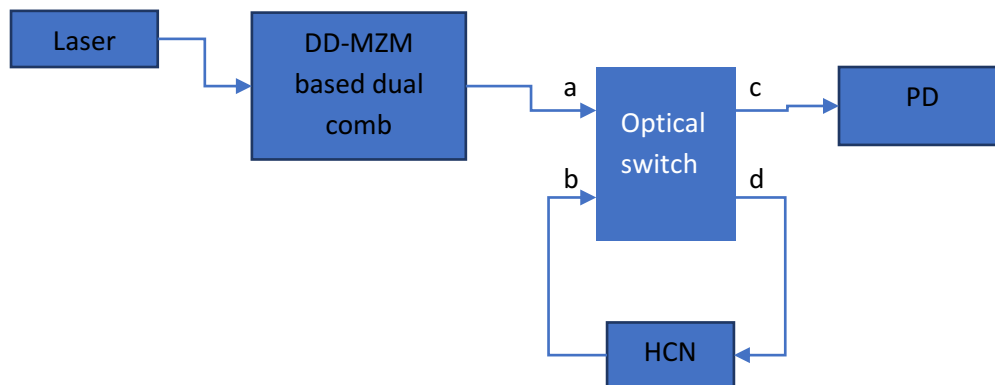 Laser
DD-MZM
based dual
comb
a
b
Optical
switch
c
d
PD
HCN